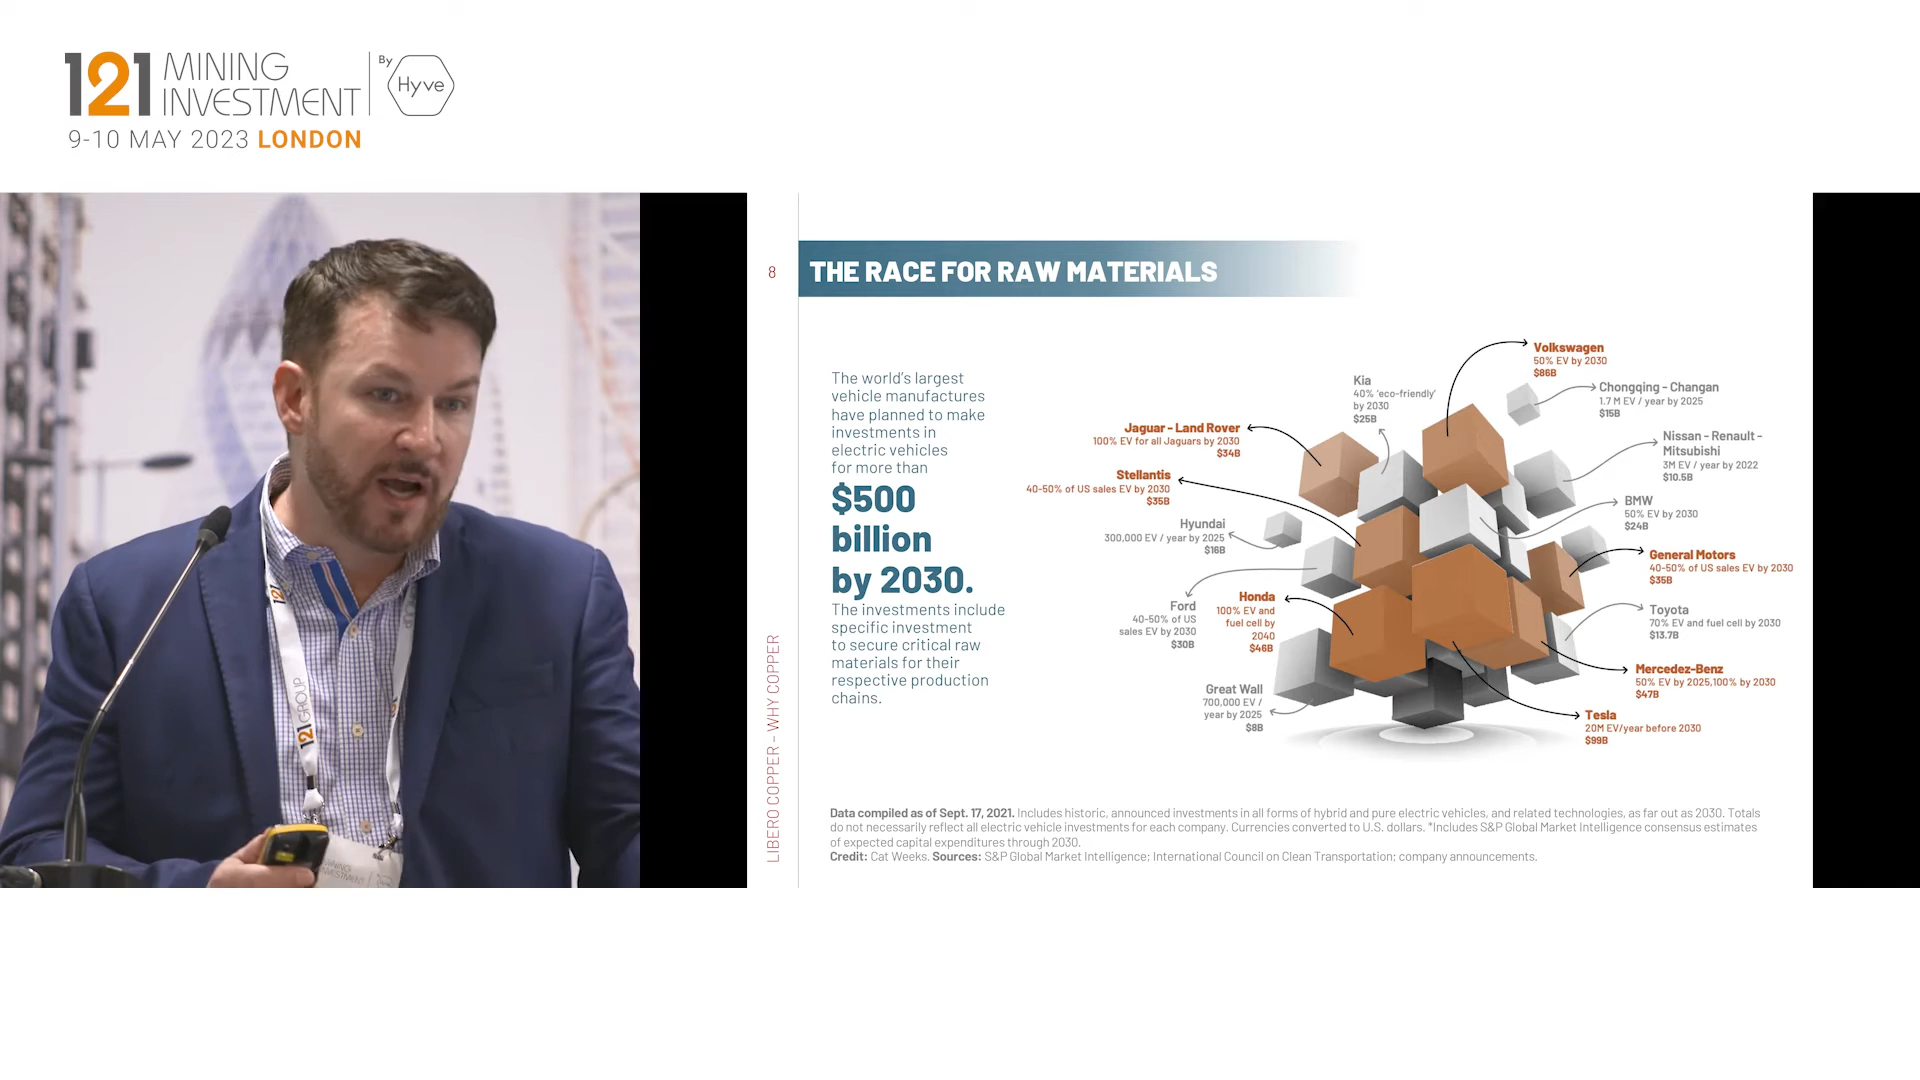 121 MINING INVESTMENT
By Hyve
9-10 MAY 2023 LONDON
121
121 GROUP
MINING
INVESTMENT
8
THE RACE FOR RAW MATERIALS
LIBERO COPPER – WHY COPPER
The world's largest
vehicle manufactures
have planned to make
investments in
electric vehicles
for more than
$500
billion
by 2030.
The investments include
specific investment
to secure critical raw
materials for their
respective production
chains.
Volkswagen
50% EV by 2030
$86B
Kia
40% 'eco-friendly'
by 2030
$25B
Chongqing - Changan
1.7 M EV / year by 2025
$15B
Jaguar - Land Rover
100% EV for all Jaguars by 2030
$34B
Nissan - Renault -
Mitsubishi
3M EV / year by 2022
$10.5B
Stellantis
40-50% of US sales EV by 2030
$35B
BMW
50% EV by 2030
$24B
Hyundai
300,000 EV / year by 2025
$16B
General Motors
40-50% of US sales EV by 2030
$35B
Ford
40-50% of US
sales EV by 2030
$30B
Honda
100% EV and
fuel cell by
2040
$46B
Toyota
70% EV and fuel cell by 2030
$13.7B
Mercedez-Benz
50% EV by 2025,100% by 2030
$47B
Great Wall
700,000 EV /
year by 2025
$8B
Tesla
20M EV/year before 2030
$99B
Data compiled as of Sept. 17, 2021. Includes historic, announced investments in all forms of hybrid and pure electric vehicles, and related technologies, as far out as 2030. Totals
do not necessarily reflect all electric vehicle investments for each company. Currencies converted to U.S. dollars. *Includes S&P Global Market Intelligence consensus estimates
of expected capital expenditures through 2030.
Credit: Cat Weeks. Sources: S&P Global Market Intelligence; International Council on Clean Transportation; company announcements.